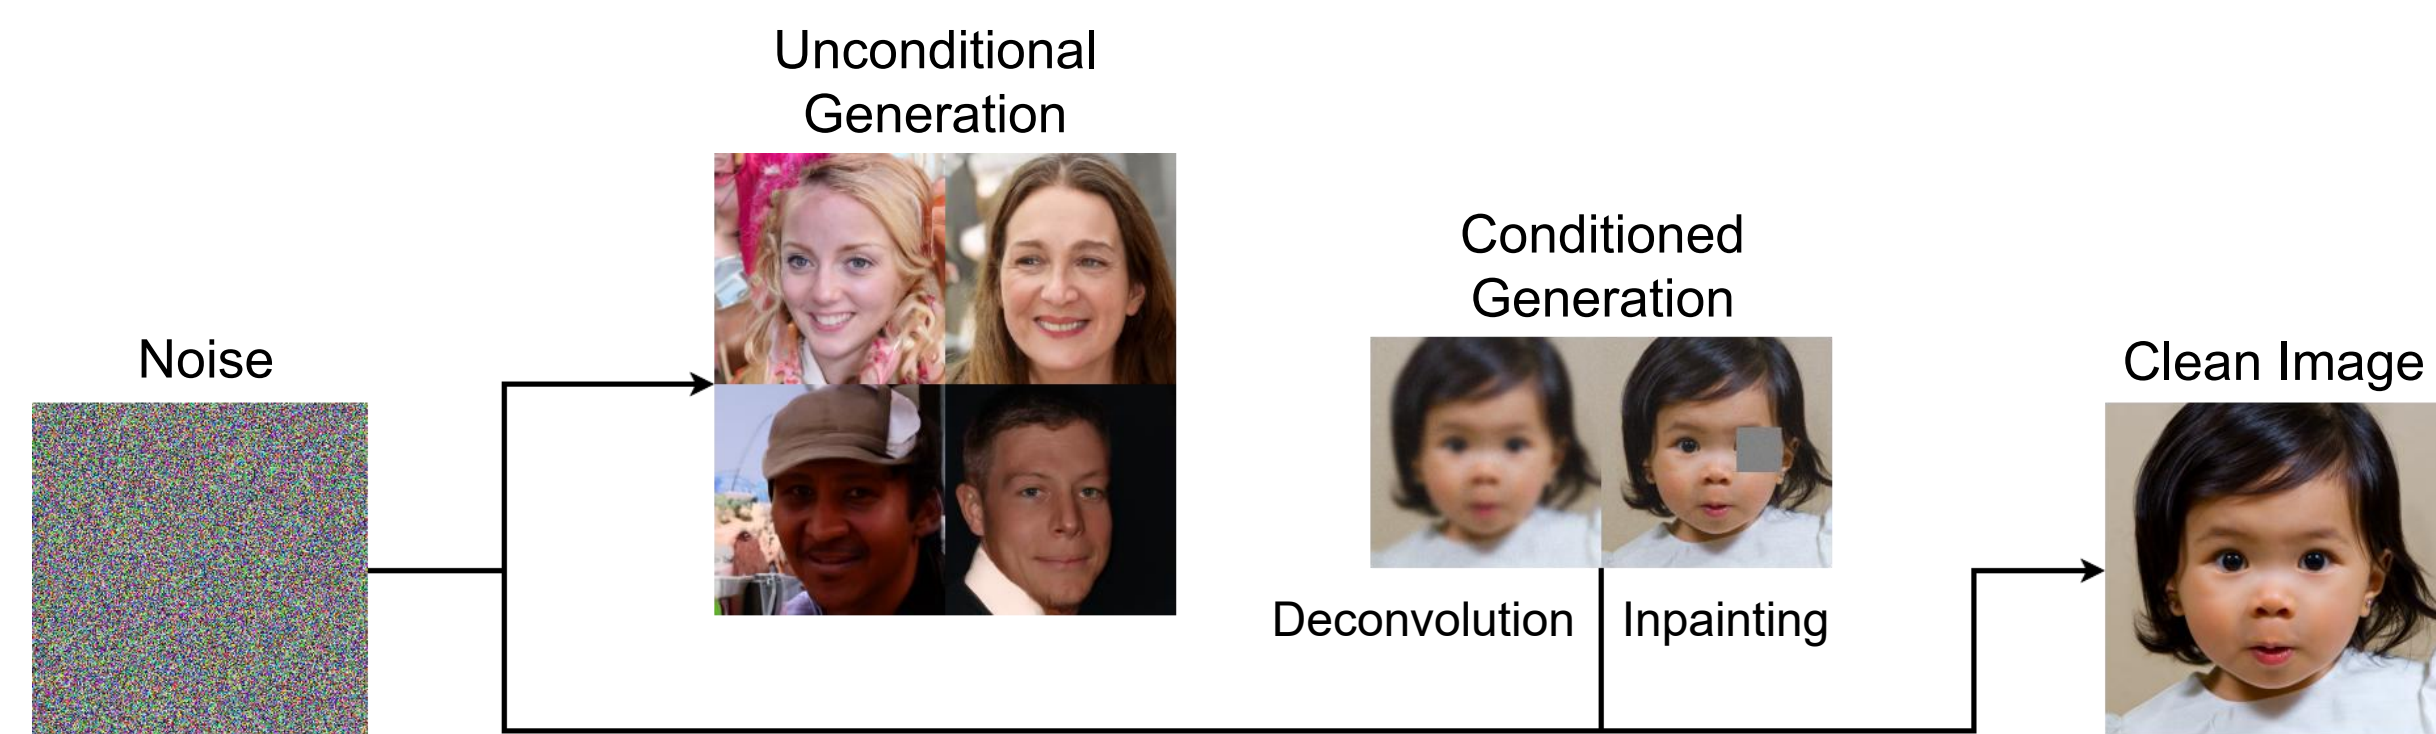 Unconditional
Generation
Conditioned
Generation
Noise
Clean Image
Deconvolution
Inpainting